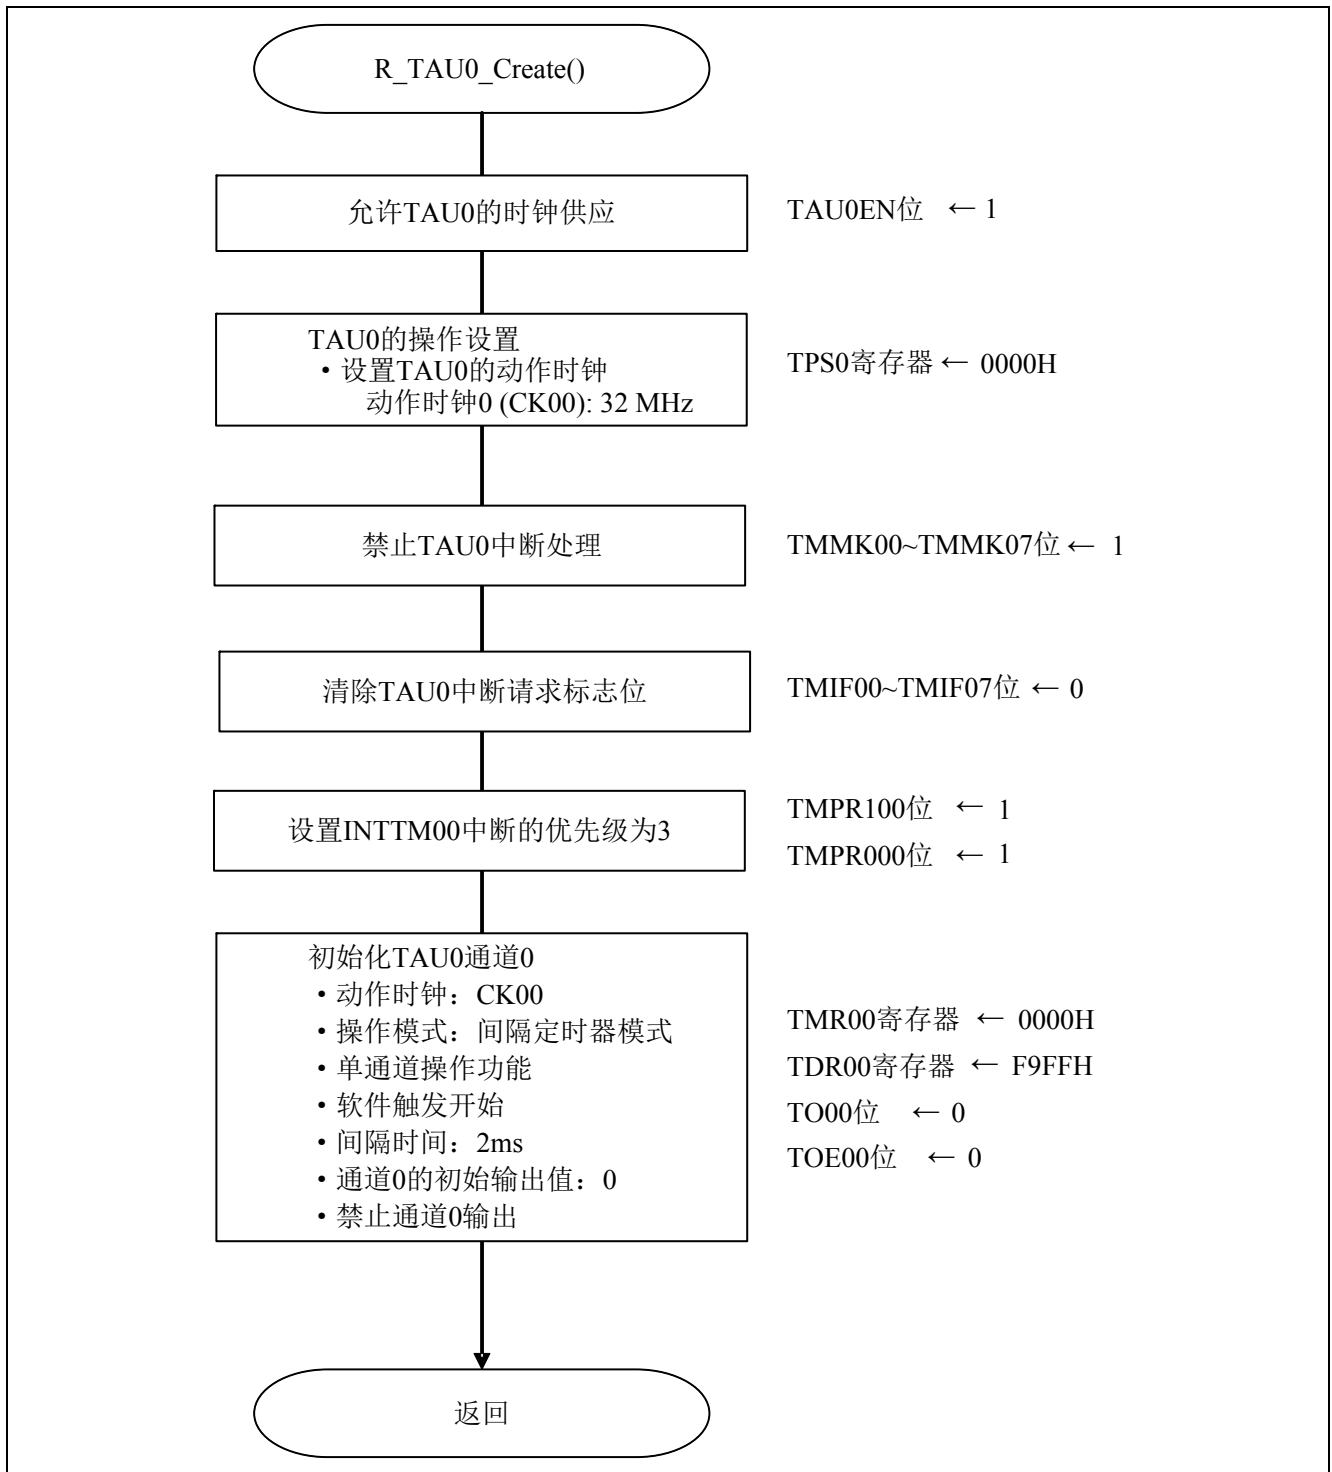 R_TAU0_Create()
允许TAU0的时钟供应
TAU0EN位 ← 1
TAU0的操作设置
・设置TAU0的动作时钟
动作时钟0 (CK00): 32 MHz
TPS0寄存器 ← 0000H
禁止TAU0中断处理
TMMK00~TMMK07位 ← 1
清除TAU0中断请求标志位
TMIF00~TMIF07位 ← 0
设置INTTM00中断的优先级为3
TMPR100位 ← 1
TMPR000位 ← 1
初始化TAU0通道0
・动作时钟：CK00
・操作模式：间隔定时器模式
・单通道操作功能
・软件触发开始
・间隔时间：2ms
・通道0的初始输出值：0
・禁止通道0输出
TMR00寄存器 ← 0000H
TDR00寄存器 ← F9FFH
TO00位 ← 0
TOE00位 ← 0
返回